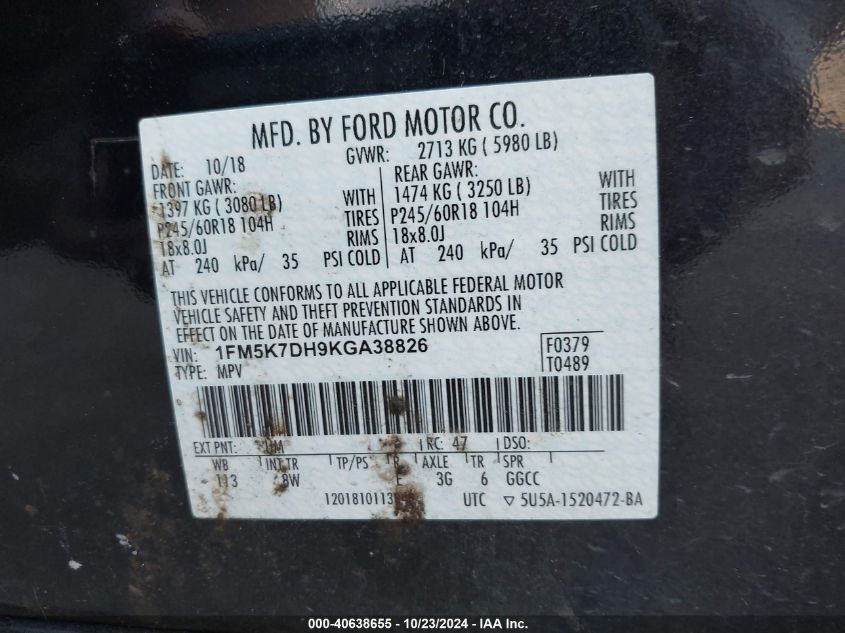 MFD. BY FORD MOTOR CO.
DATE: 10/18 GVWR: 2713 KG ( 5980 LB)
FRONT GAWR: REAR GAWR:
1397 KG ( 3080 LB) WITH 1474 KG ( 3250 LB) WITH
P245/60R18 104H TIRES P245/60R18 104H TIRES
18x8.0J RIMS 18x8.0J RIMS
AT 240 kPa/ 35 PSI COLD AT 240 kPa/ 35 PSI COLD
THIS VEHICLE CONFORMS TO ALL APPLICABLE FEDERAL MOTOR
VEHICLE SAFETY AND THEFT PREVENTION STANDARDS IN
EFFECT ON THE DATE OF MANUFACTURE SHOWN ABOVE.
VIN: 1FM5K7DH9KGA38826 F0379
TYPE: MPV T0489
EXT PNT: RC: 47 DSO:
WB INT TR TP/PS R AXLE TR SPR
113 8W E 3G 6 GGCC
UTC ▽ 5U5A-1520472-BA
000-40638655 - 10/23/2024 - IAA Inc.